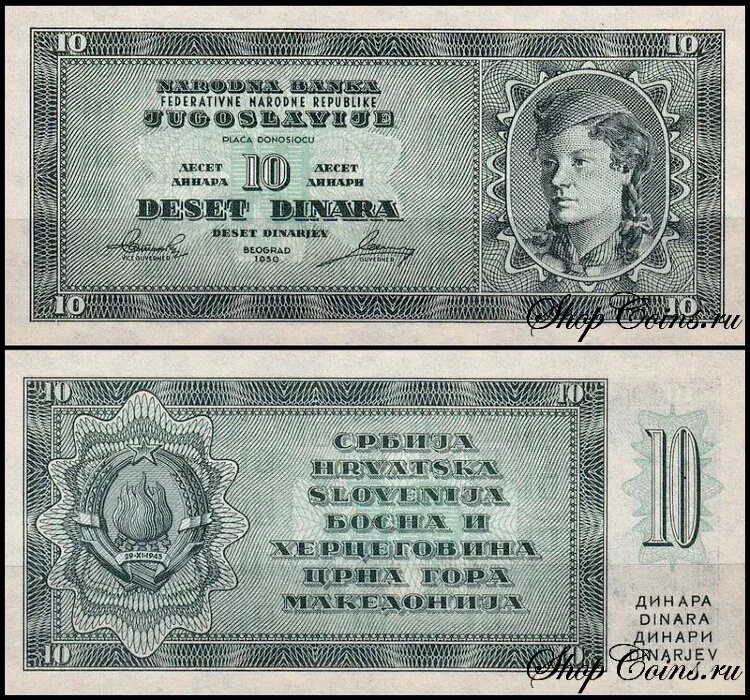 10 10
NARODNA BANKA
FEDERATIVNE NARODNE REPUBLIKE
JUGOSLAVIJE
PLAĆA DONOSIOCU
ДЕСЕТ 10 ДЕСЕТ
ДИНАРА ДИНАРИ
DESET DINARA
DESET DINARJEV
BEOGRAD
1950
VICEGUVERNER GUVERNER
10 10
Shop Coins.ru
10 10
СРБИЈА
HRVATSKA
SLOVENIJA
БОСНА И
ХЕРЦЕГОВИНА
ЦРНА ГОРА
МАКЕДОНИЈА
29·XI·1943
10
ДИНАРА
DINARA
ДИНАРИ
DINARJEV
10 10
Shop Coins.ru